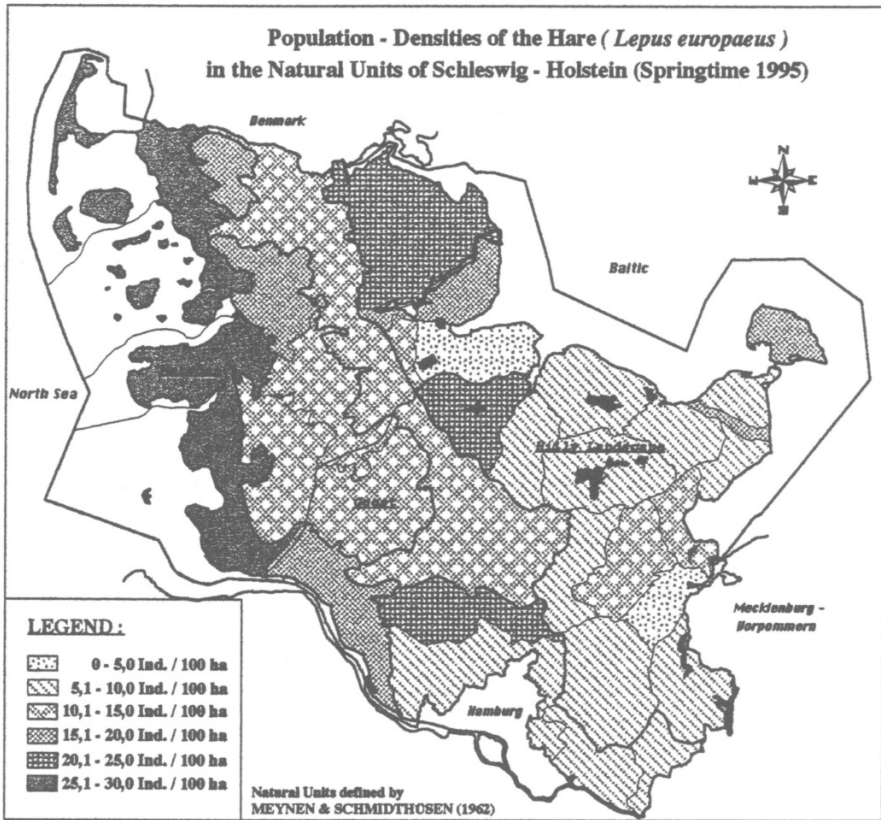 Population - Densities of the Hare ( Lepus europaeus )
in the Natural Units of Schleswig - Holstein (Springtime 1995)
Denmark
N
Baltic
North Sea
Hilly Landscape
Geest
Mecklenburg -
Vorpommern
Hamburg
LEGEND :
0 - 5,0 Ind. / 100 ha
5,1 - 10,0 Ind. / 100 ha
10,1 - 15,0 Ind. / 100 ha
15,1 - 20,0 Ind. / 100 ha
20,1 - 25,0 Ind. / 100 ha
25,1 - 30,0 Ind. / 100 ha
Natural Units defined by
MEYNEN & SCHMIDTHÜSEN (1962)